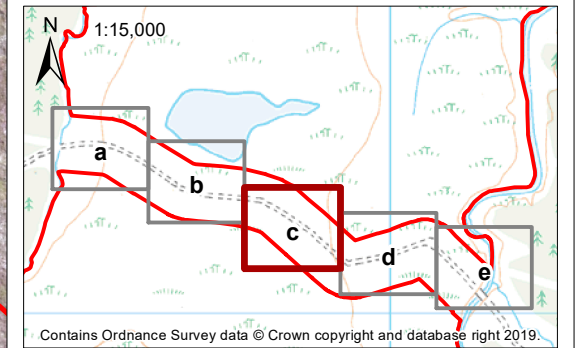 N
1:15,000
a
b
c
d
e
Contains Ordnance Survey data © Crown copyright and database right 2019.